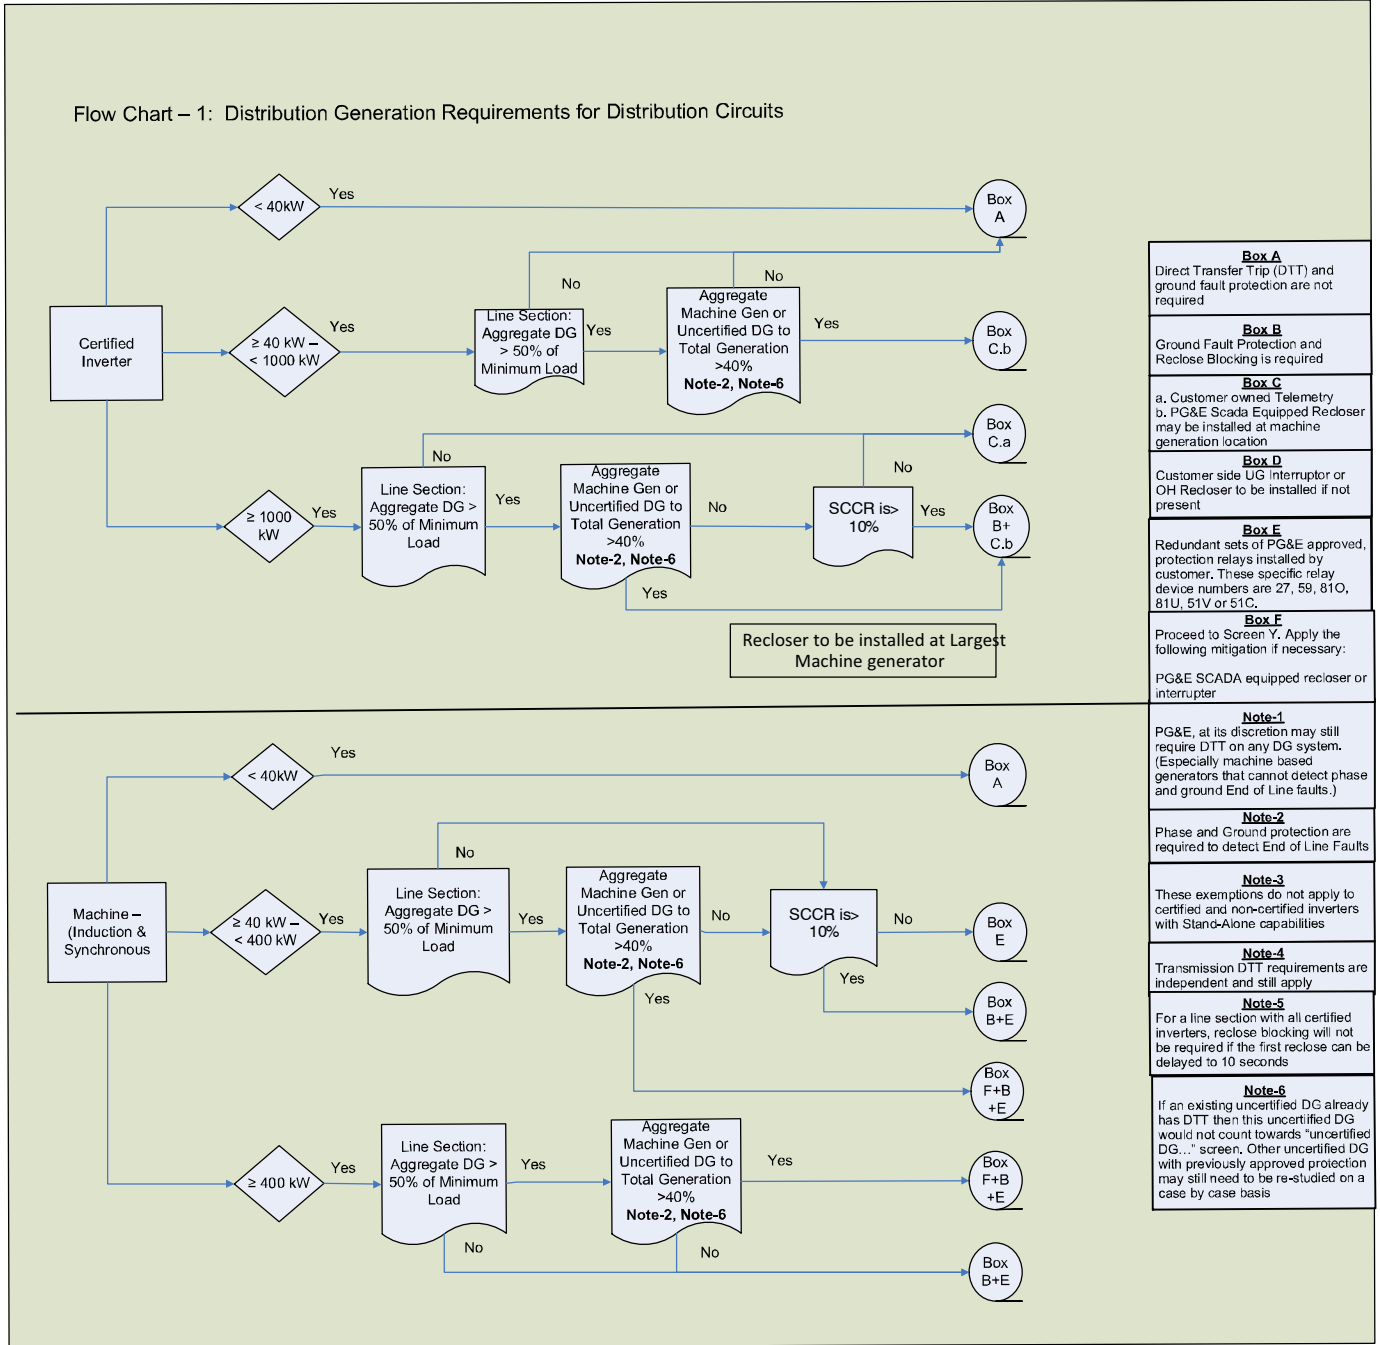 Flow Chart – 1:  Distribution Generation Requirements for Distribution Circuits
< 40kW
Yes
Box
A
Certified
Inverter
≥ 40 kW –
< 1000 kW
Yes
Line Section:
Aggregate DG
> 50% of
Minimum Load
No
Yes
Aggregate
Machine Gen or
Uncertified DG to
Total Generation
>40%
Note-2, Note-6
No
Yes
Box
C.b
≥ 1000
kW
Yes
Line Section:
Aggregate DG >
50% of Minimum
Load
No
Yes
Aggregate
Machine Gen or
Uncertified DG to
Total Generation
>40%
Note-2, Note-6
No
Yes
SCCR is>
10%
No
Yes
Box
C.a
Box
B+
C.b
Recloser to be installed at Largest
Machine generator
< 40kW
Yes
Box
A
Machine –
(Induction &
Synchronous
≥ 40 kW –
< 400 kW
Yes
Line Section:
Aggregate DG >
50% of Minimum
Load
No
Yes
Aggregate
Machine Gen or
Uncertified DG to
Total Generation
>40%
Note-2, Note-6
No
Yes
SCCR is>
10%
No
Yes
Box
E
Box
B+E
Box
F+B
+E
≥ 400 kW
Yes
Line Section:
Aggregate DG >
50% of Minimum
Load
No
Yes
Aggregate
Machine Gen or
Uncertified DG to
Total Generation
>40%
Note-2, Note-6
Yes
No
Box
F+B
+E
Box
B+E
Box A
Direct Transfer Trip (DTT) and
ground fault protection are not
required
Box B
Ground Fault Protection and
Reclose Blocking is required
Box C
a. Customer owned Telemetry
b. PG&E Scada Equipped Recloser
may be installed at machine
generation location
Box D
Customer side UG Interruptor or
OH Recloser to be installed if not
present
Box E
Redundant sets of PG&E approved,
protection relays installed by
customer. These specific relay
device numbers are 27, 59, 81O,
81U, 51V or 51C.
Box F
Proceed to Screen Y. Apply the
following mitigation if necessary:
PG&E SCADA equipped recloser or
interrupter
Note-1
PG&E, at its discretion may still
require DTT on any DG system.
(Especially machine based
generators that cannot detect phase
and ground End of Line faults.)
Note-2
Phase and Ground protection are
required to detect End of Line Faults
Note-3
These exemptions do not apply to
certified and non-certified inverters
with Stand-Alone capabilities
Note-4
Transmission DTT requirements are
independent and still apply
Note-5
For a line section with all certified
inverters, reclose blocking will not
be required if the first reclose can be
delayed to 10 seconds
Note-6
If an existing uncertified DG already
has DTT then this uncertiified DG
would not count towards “uncertified
DG...” screen. Other uncertified DG
with previously approved protection
may still need to be re-studied on a
case by case basis